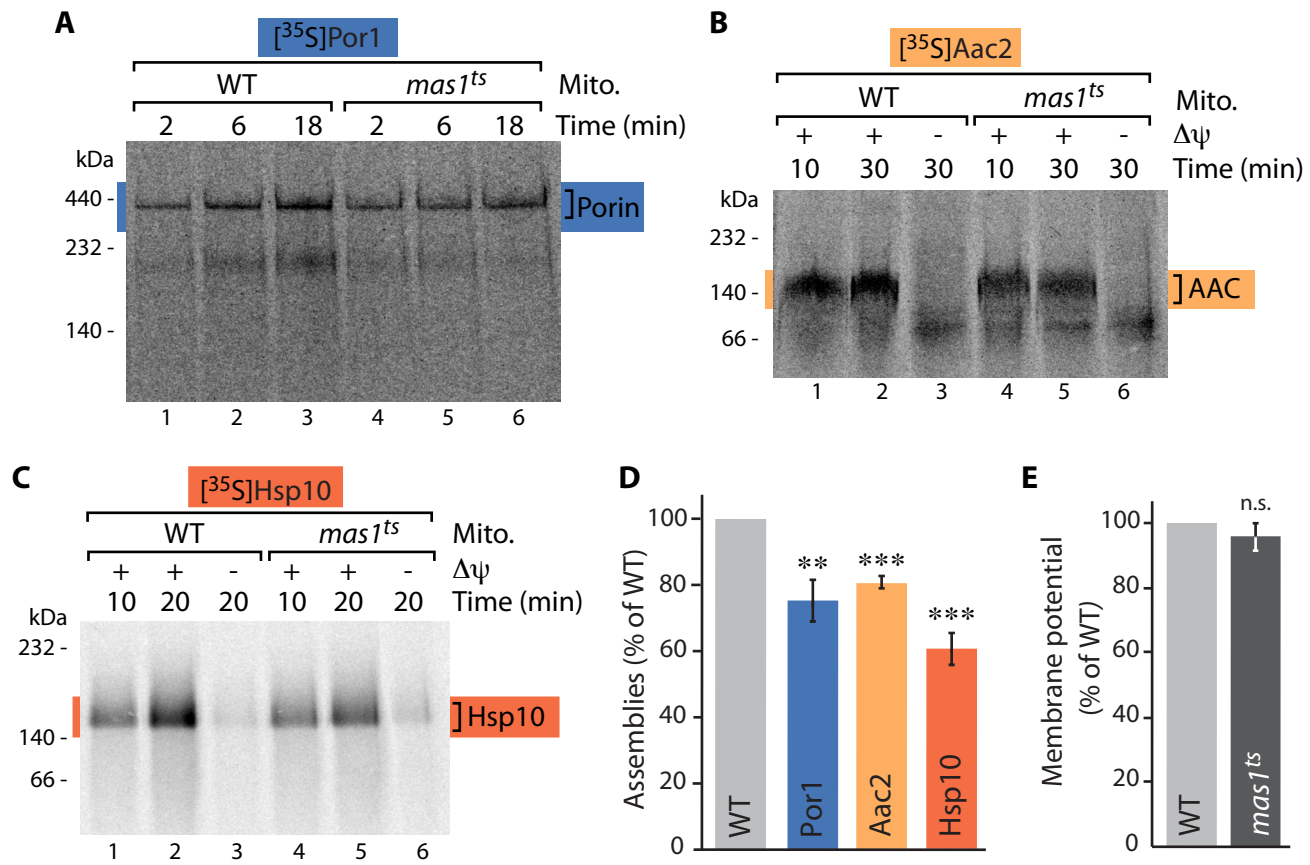 A
[³⁵S]Por1
WT mas1ᵗˢ Mito.
2 6 18 2 6 18 Time (min)
kDa
440 -
Porin
232 -
140 -
1 2 3 4 5 6
B
[³⁵S]Aac2
WT mas1ᵗˢ Mito.
+ + - + + - Δψ
10 30 30 10 30 30 Time (min)
kDa
232 -
140 -
AAC
66 -
1 2 3 4 5 6
C
[³⁵S]Hsp10
WT mas1ᵗˢ Mito.
+ + - + + - Δψ
10 20 20 10 20 20 Time (min)
kDa
232 -
Hsp10
140 -
66 -
1 2 3 4 5 6
D
Assemblies (% of WT)
100
80
60
40
20
0
** *** ***
WT Por1 Aac2 Hsp10
E
Membrane potential
(% of WT)
100
80
60
40
20
0
n.s.
WT mas1ᵗˢ